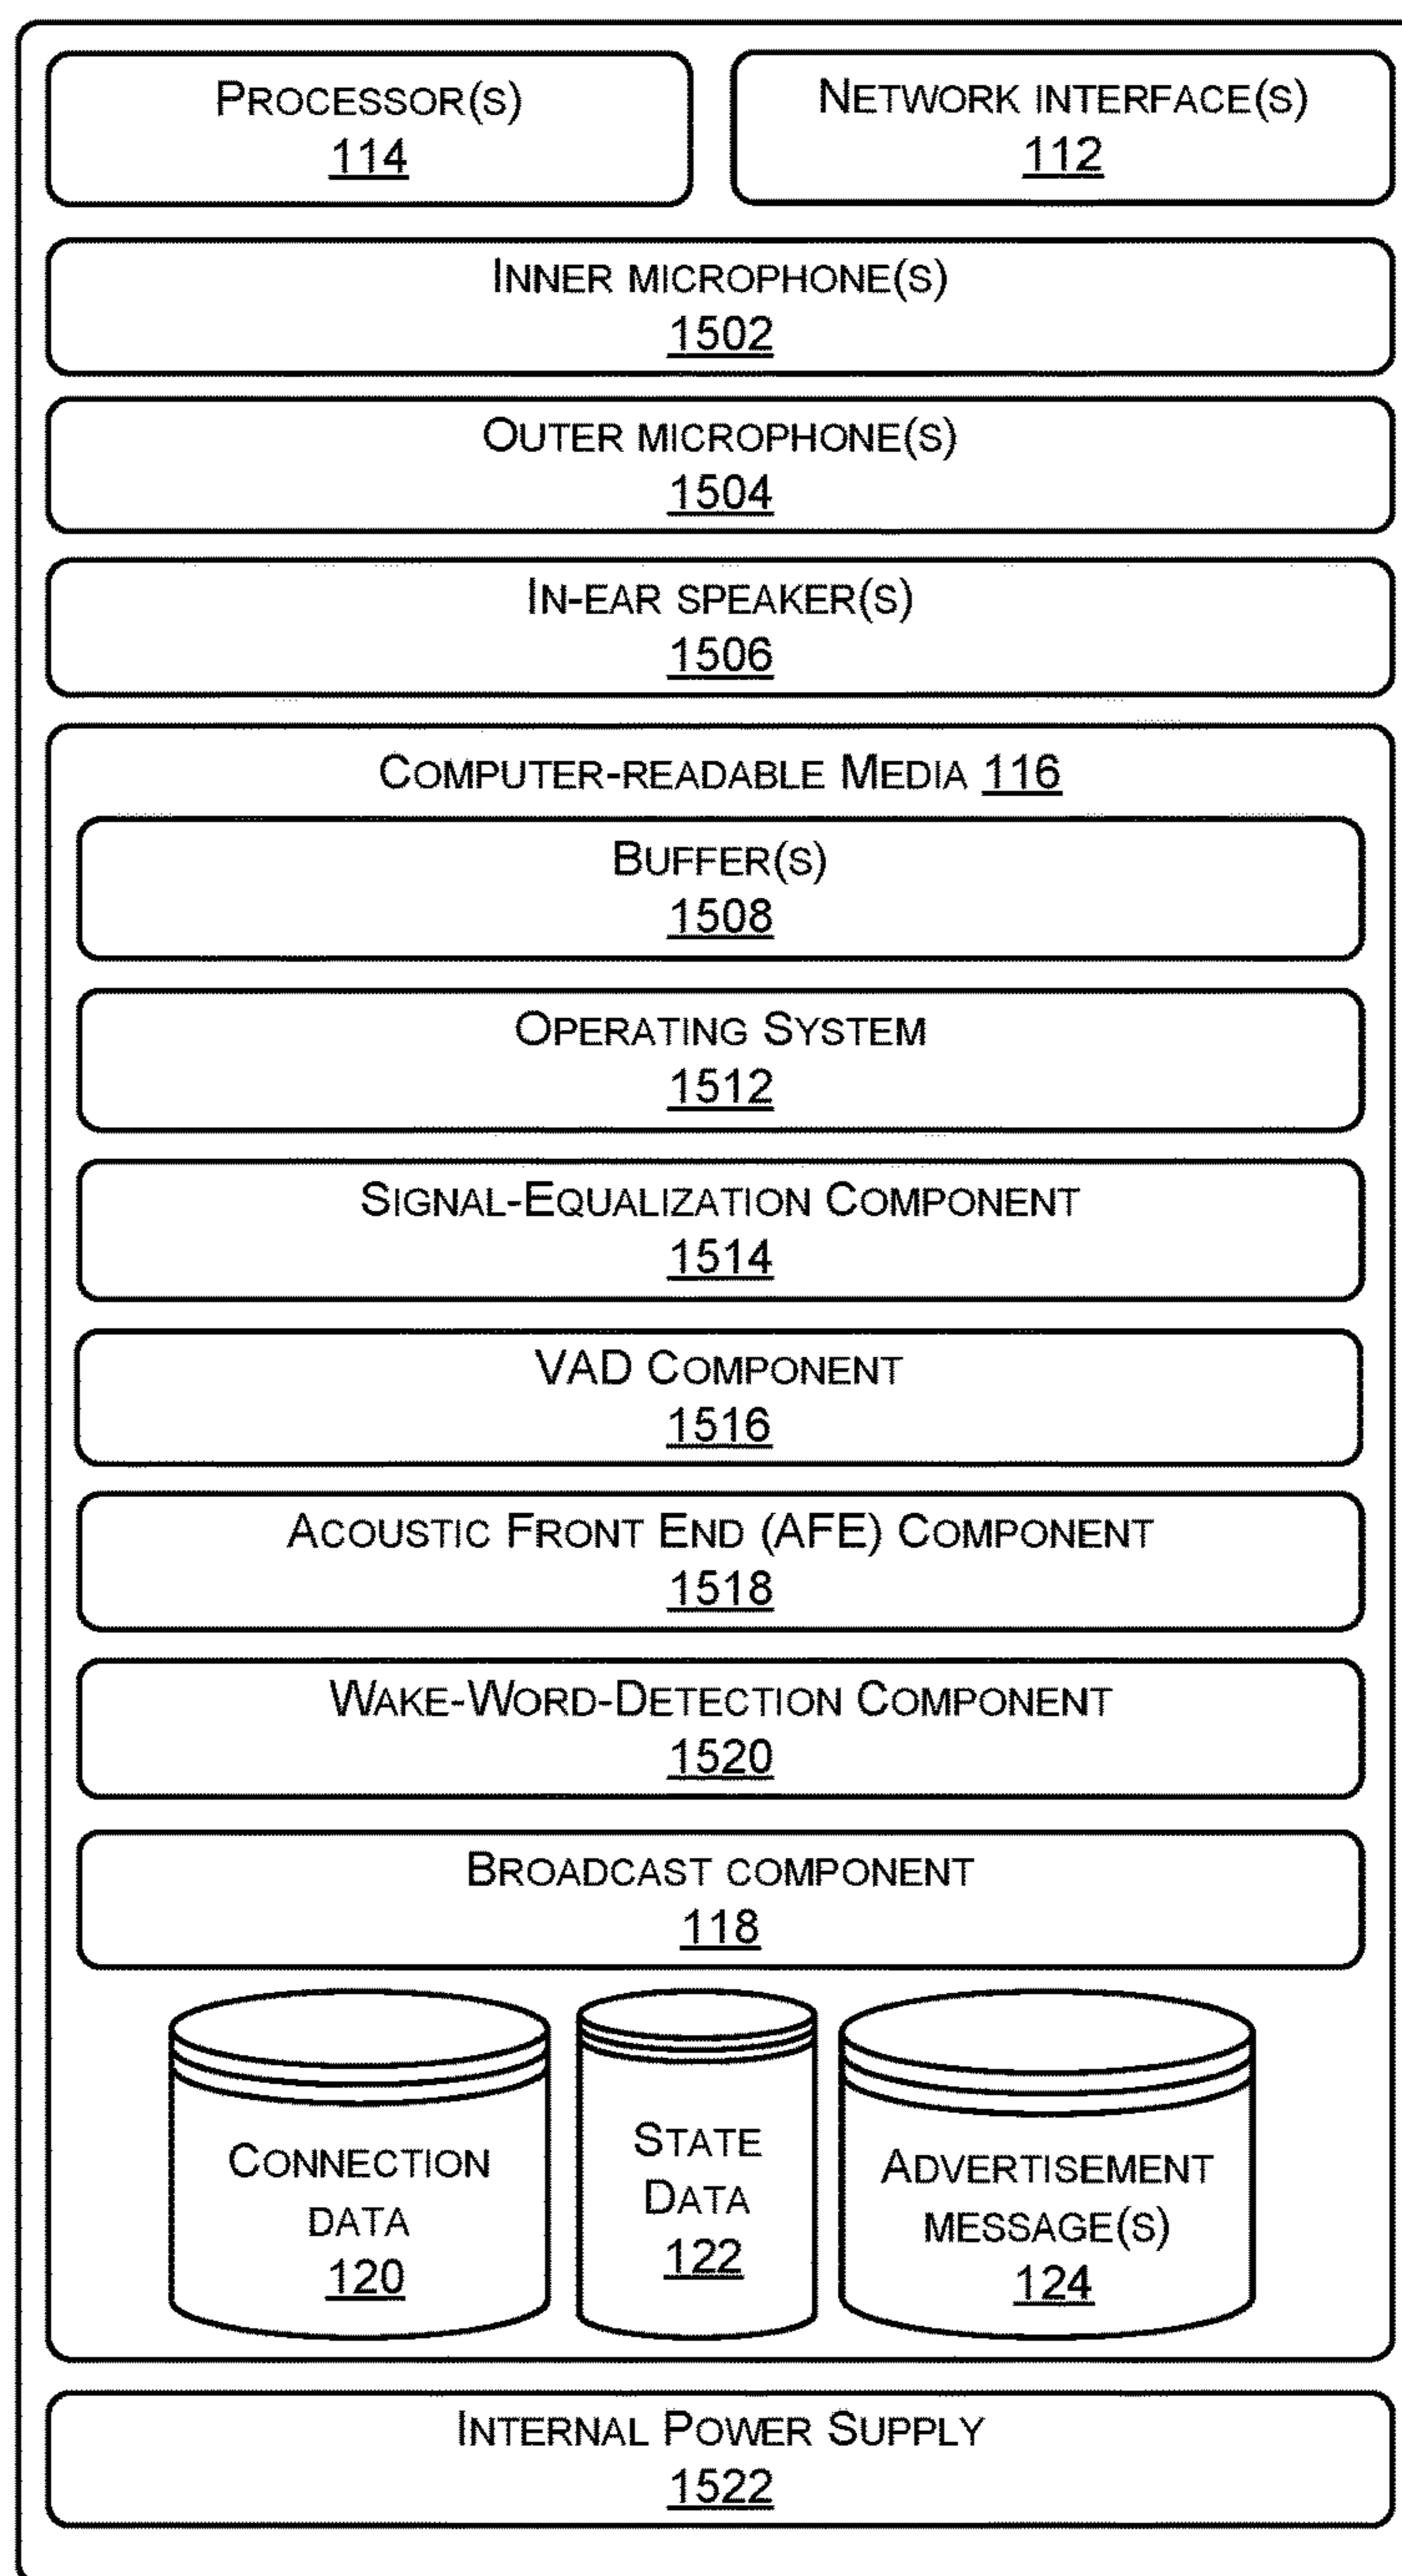 PROCESSOR(S)
114
NETWORK INTERFACE(S)
112
INNER MICROPHONE(S)
1502
OUTER MICROPHONE(S)
1504
IN-EAR SPEAKER(S)
1506
COMPUTER-READABLE MEDIA 116
BUFFER(S)
1508
OPERATING SYSTEM
1512
SIGNAL-EQUALIZATION COMPONENT
1514
VAD COMPONENT
1516
ACOUSTIC FRONT END (AFE) COMPONENT
1518
WAKE-WORD-DETECTION COMPONENT
1520
BROADCAST COMPONENT
118
CONNECTION
DATA
120
STATE
DATA
122
ADVERTISEMENT
MESSAGE(S)
124
INTERNAL POWER SUPPLY
1522